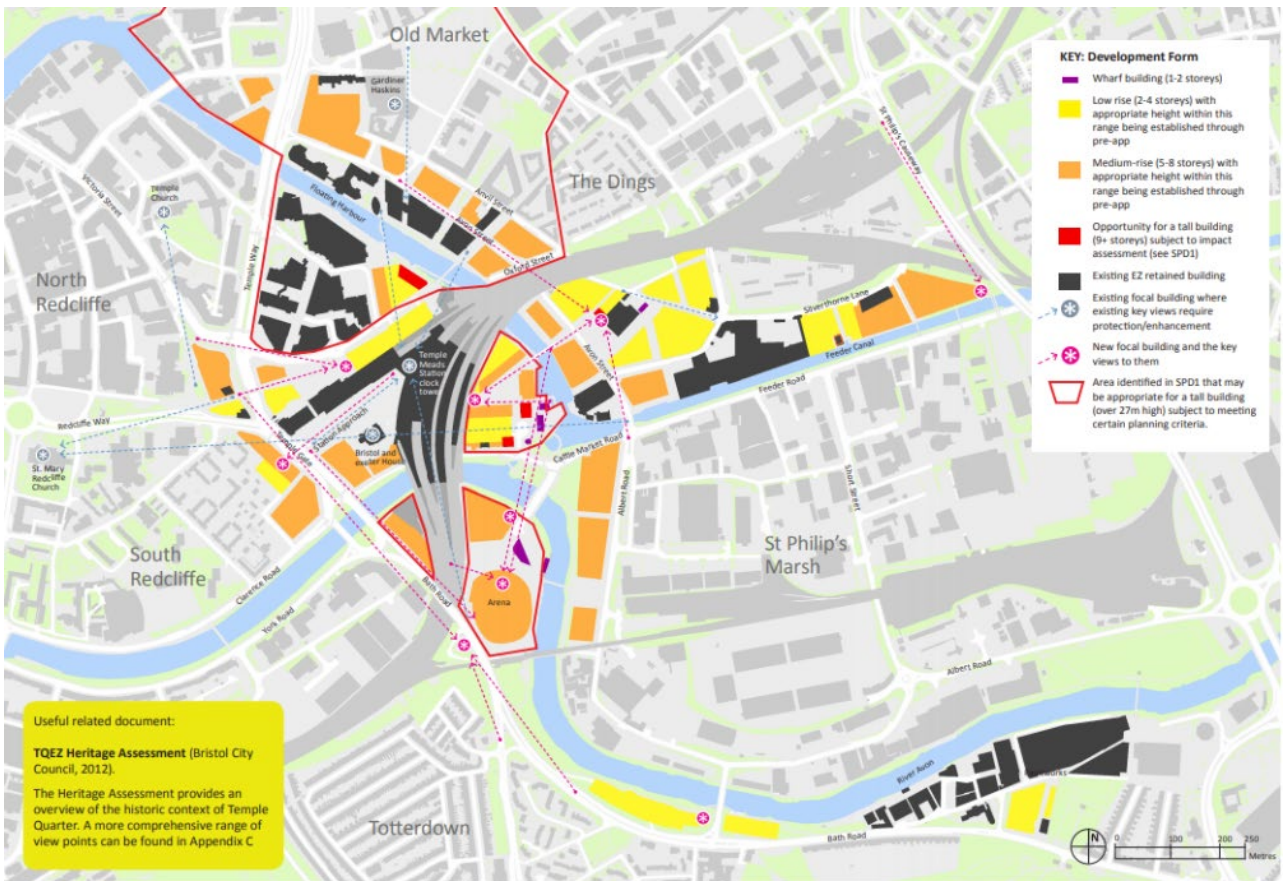 Old Market
Gardiner
Haskins
The Dings
Anvil Street
Avon Street
Oxford Street
Floating Harbour
Victoria Street
Temple
Church
Temple Way
North
Redcliffe
St Philip's Causeway
Silverthorne Lane
Feeder Canal
Feeder Road
Avon Street
Temple
Meads
Station
clock
Redcliffe Way
Station Approach
Bristol and
Exeter House
St. Mary
Redcliffe
Church
Cattle Market Road
Albert Road
Short Street
South
Redcliffe
St Philip's
Marsh
Clarence Road
York Road
Bath Road
Arena
Albert Road
River Avon
Bath Road
Totterdown
KEY: Development Form
Wharf building (1-2 storeys)
Low rise (2-4 storeys) with
appropriate height within this
range being established through
pre-app
Medium-rise (5-8 storeys) with
appropriate height within this
range being established through
pre-app
Opportunity for a tall building
(9+ storeys) subject to impact
assessment (see SPD1)
Existing EZ retained building
Existing focal building where
existing key views require
protection/enhancement
New focal building and the key
views to them
Area identified in SPD1 that may
be appropriate for a tall building
(over 27m high) subject to meeting
certain planning criteria.
Useful related document:
TQEZ Heritage Assessment (Bristol City
Council, 2012).
The Heritage Assessment provides an
overview of the historic context of Temple
Quarter. A more comprehensive range of
view points can be found in Appendix C
N
0 100 200 250
Metres